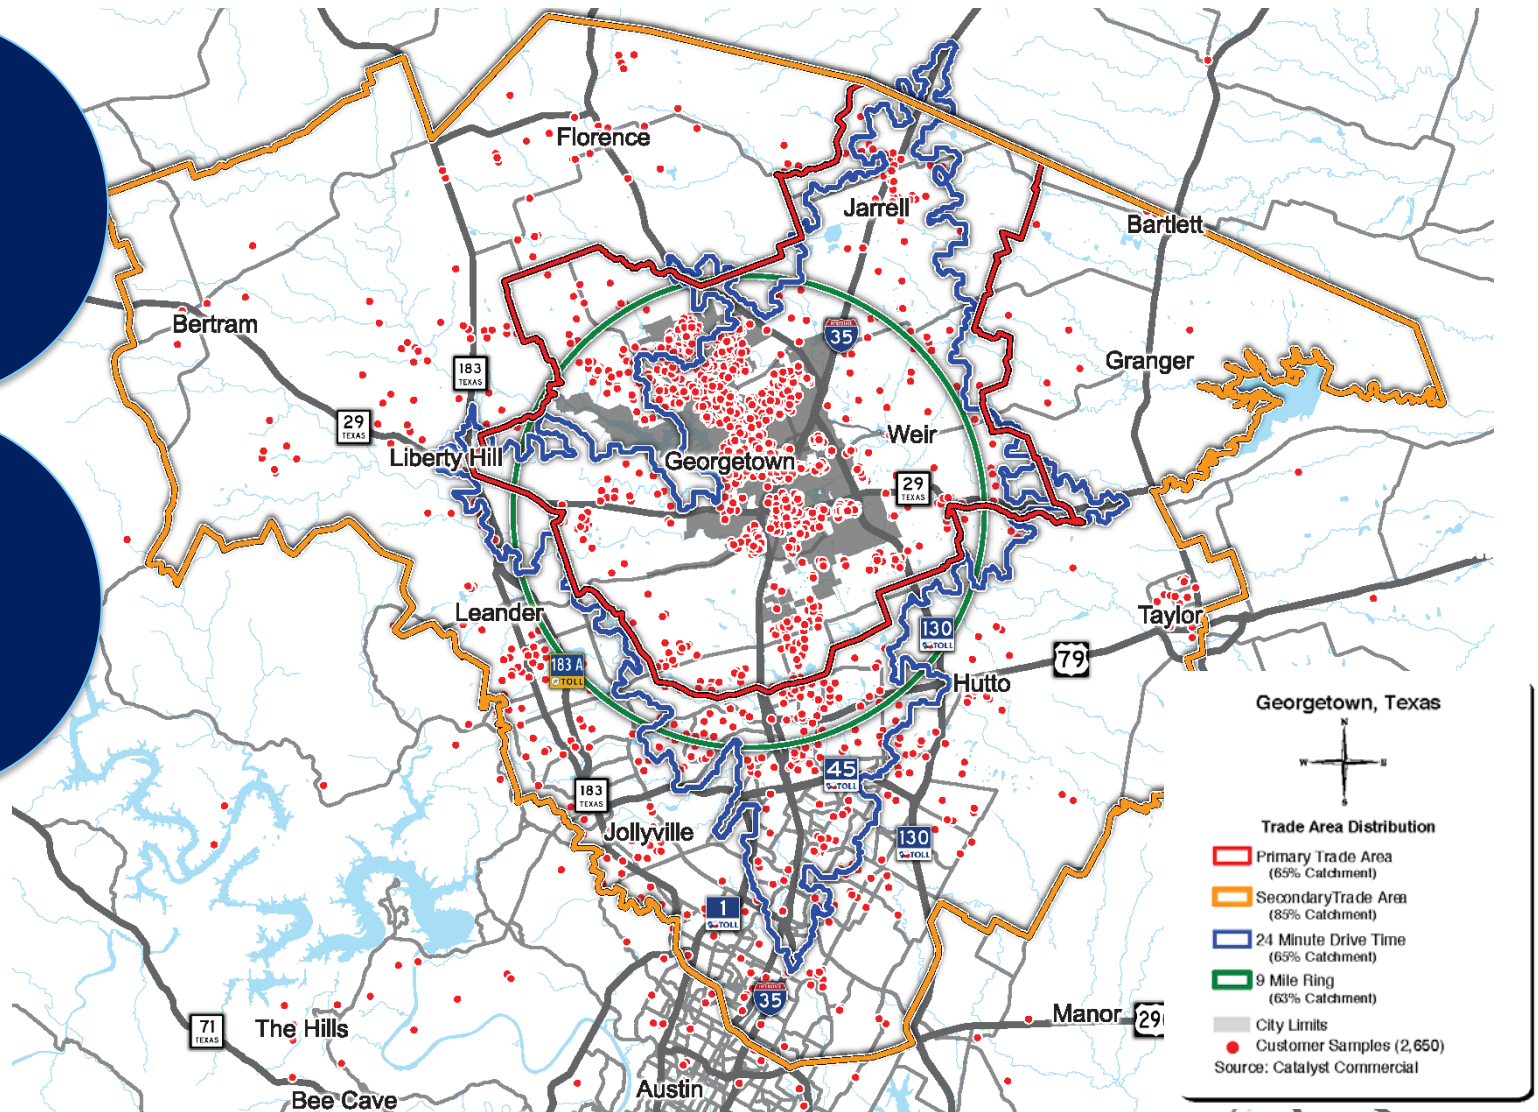 Florence
Jarrell
Bartlett
Bertram
INTERSTATE
35
183
TEXAS
Granger
29
TEXAS
Weir
Liberty Hill
Georgetown
29
TEXAS
Leander
Taylor
130
TOLL
79
183 A
TOLL
Hutto
45
TOLL
183
TEXAS
Jollyville
130
TOLL
1
TOLL
INTERSTATE
35
71
TEXAS
The Hills
Manor
290
Austin
Bee Cave
Georgetown, Texas
N
W
E
S
Trade Area Distribution
Primary Trade Area
(65% Catchment)
SecondaryTrade Area
(85% Catchment)
24 Minute Drive Time
(65% Catchment)
9 Mile Ring
(63% Catchment)
City Limits
Customer Samples (2,650)
Source: Catalyst Commercial